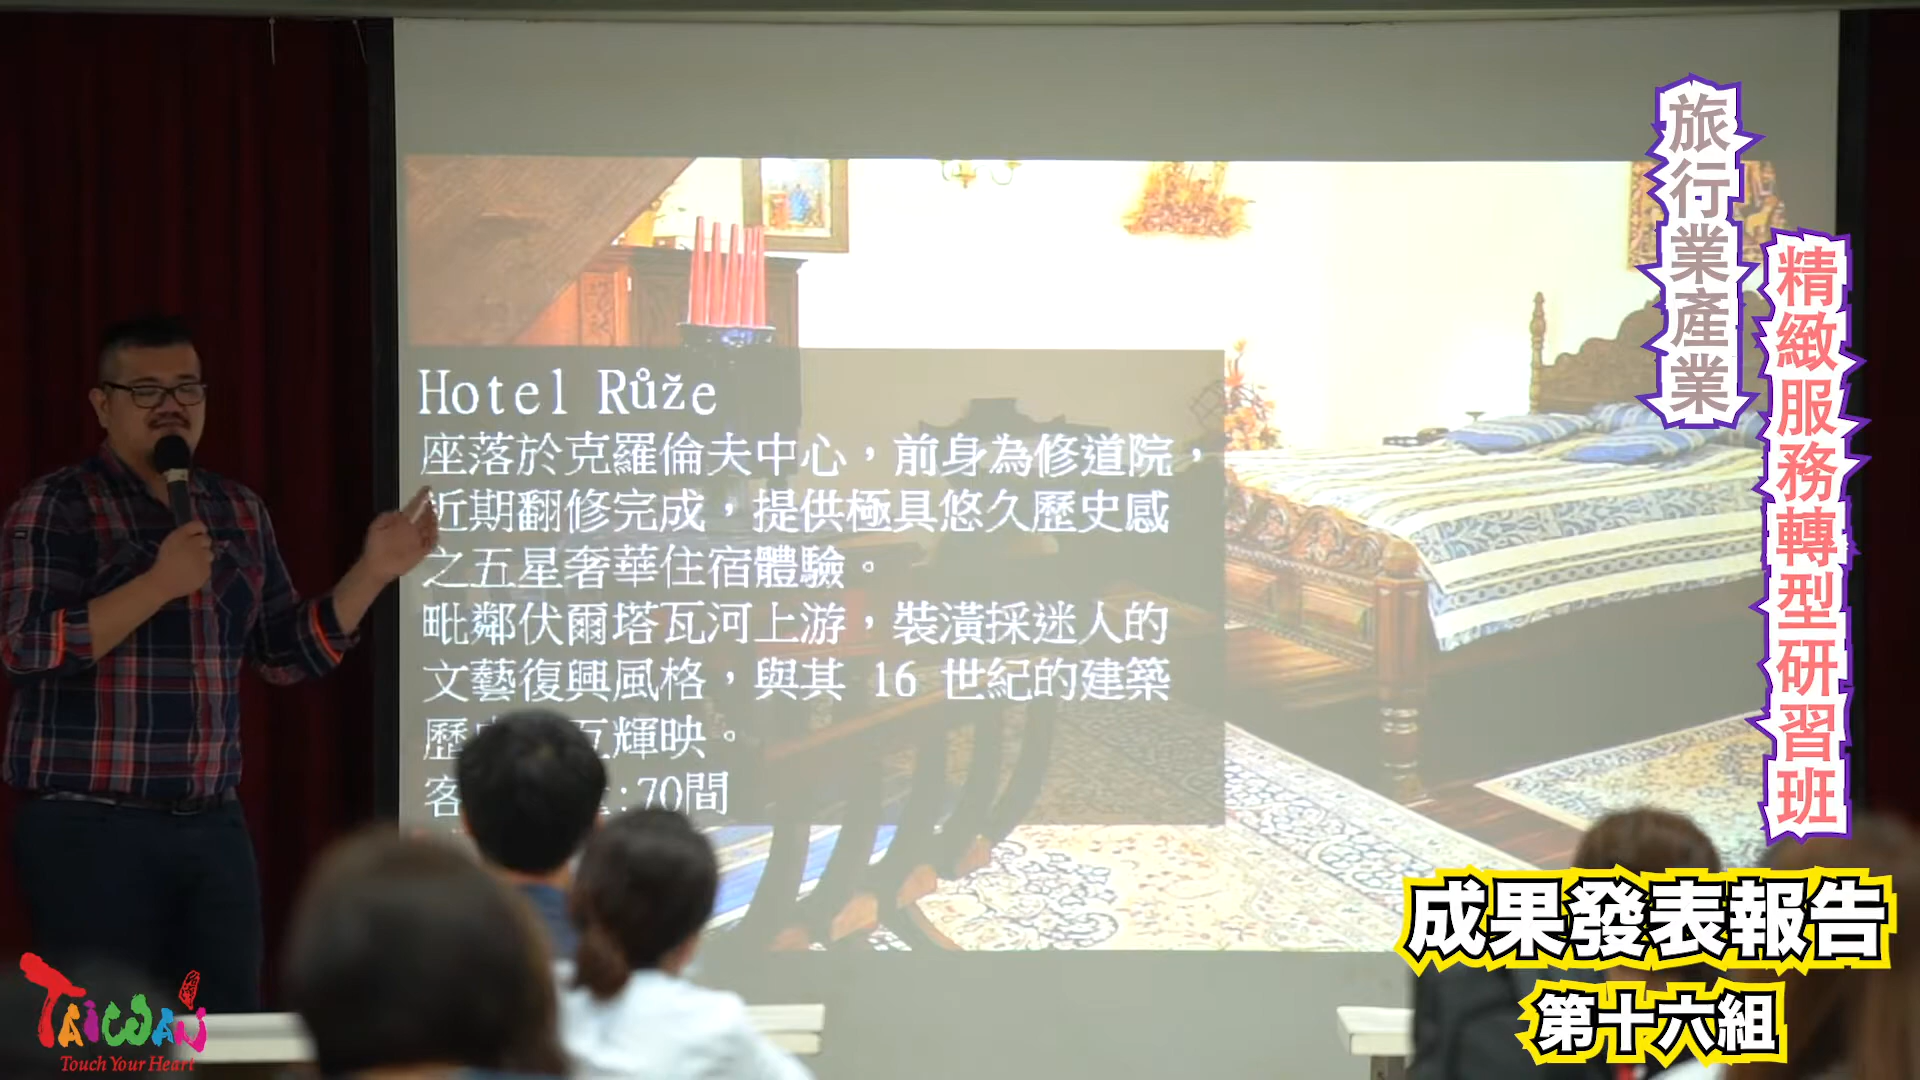 Hotel Růže
座落於克羅倫夫中心，前身為修道院，
近期翻修完成，提供極具悠久歷史感
之五星奢華住宿體驗。
毗鄰伏爾塔瓦河上游，裝潢採迷人的
文藝復興風格，與其 16 世紀的建築
歷 互輝映。
客 :70間
旅行業產業
精緻服務轉型研習班
成果發表報告
第十六組
TAIWAN
Touch Your Heart